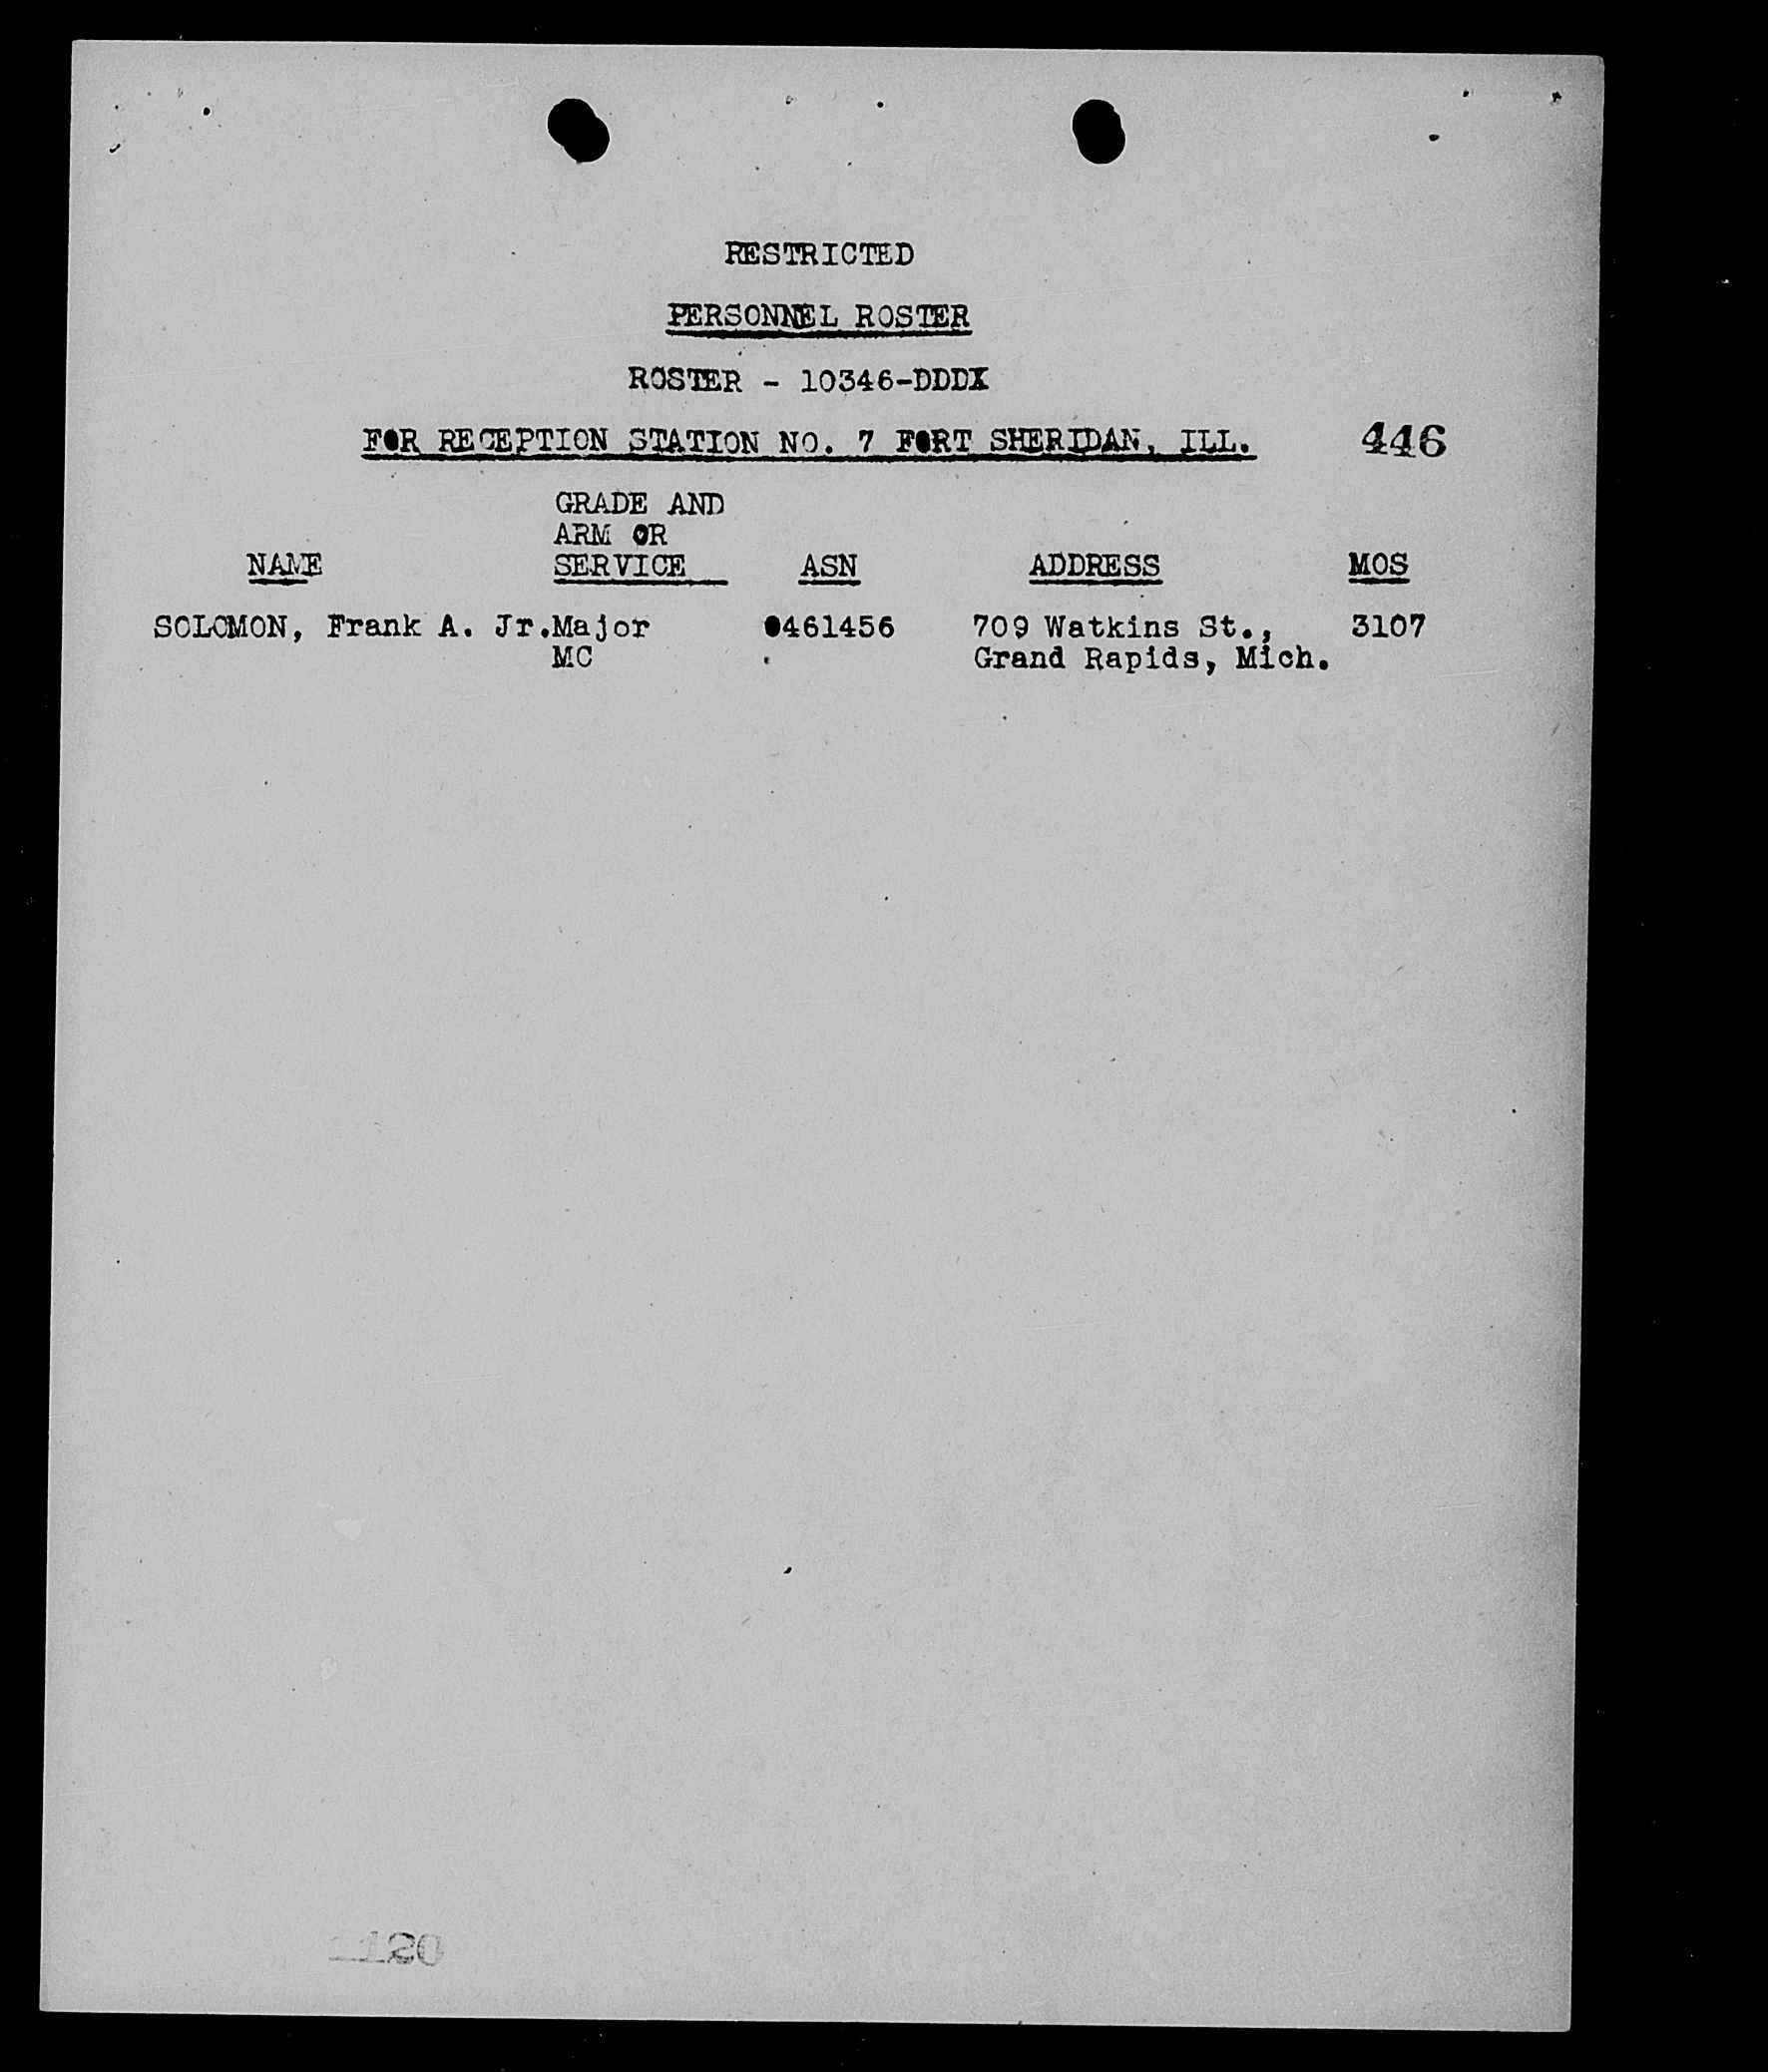 RESTRICTED
PERSONNEL ROSTER
ROSTER - 10346-DDDX
FOR RECEPTION STATION NO. 7 FORT SHERIDAN, ILL. 446
GRADE AND
ARM OR
NAME SERVICE ASN ADDRESS MOS
SOLOMON, Frank A. Jr. Major O461456 709 Watkins St., 3107
MC Grand Rapids, Mich.